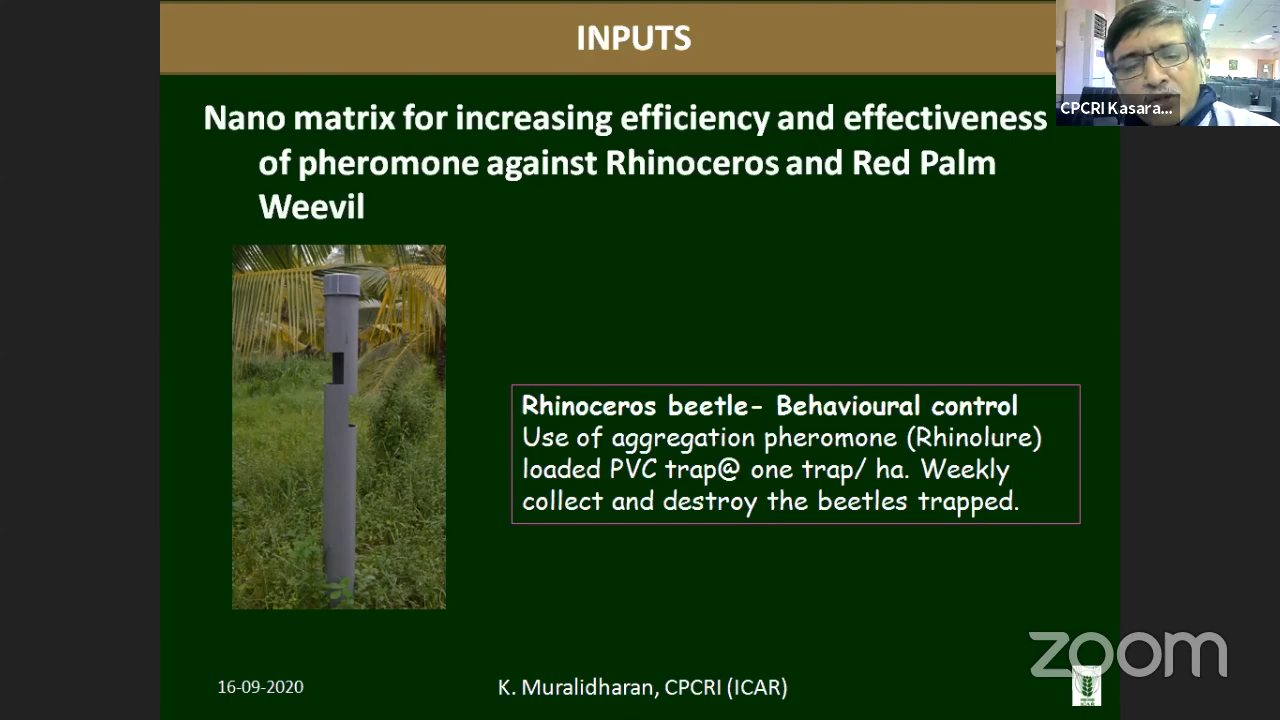 INPUTS
CPCRI Kasara...
Nano matrix for increasing efficiency and effectiveness
of pheromone against Rhinoceros and Red Palm
Weevil
Rhinoceros beetle- Behavioural control
Use of aggregation pheromone (Rhinolure)
loaded PVC trap@ one trap/ ha. Weekly
collect and destroy the beetles trapped.
zoom
16-09-2020
K. Muralidharan, CPCRI (ICAR)
ICAR